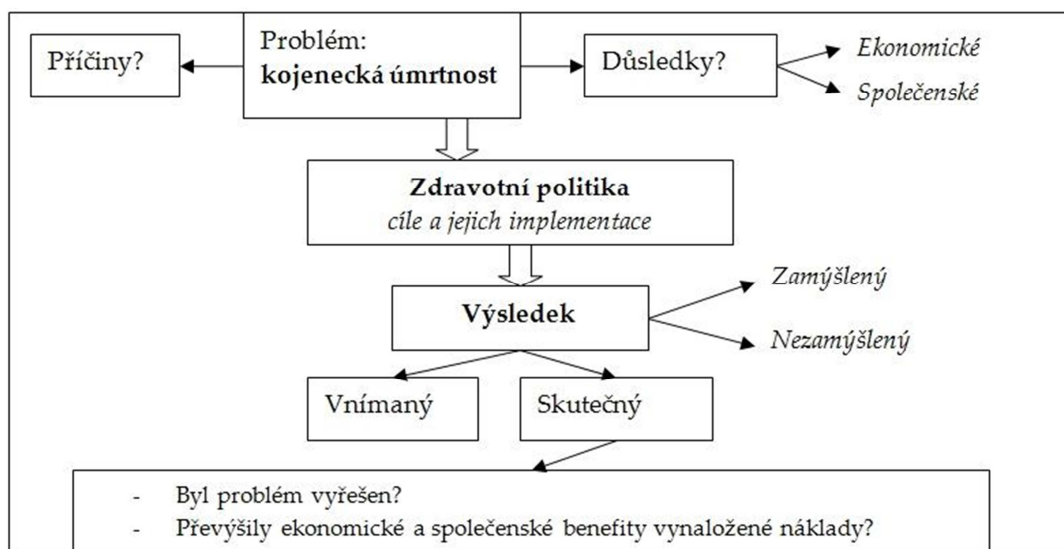 Problém:
kojenecká úmrtnost
Příčiny?
Důsledky?
Ekonomické
Společenské
Zdravotní politika
cíle a jejich implementace
Výsledek
Zamýšlený
Nezamýšlený
Vnímaný
Skutečný
- Byl problém vyřešen?
- Převýšily ekonomické a společenské benefity vynaložené náklady?